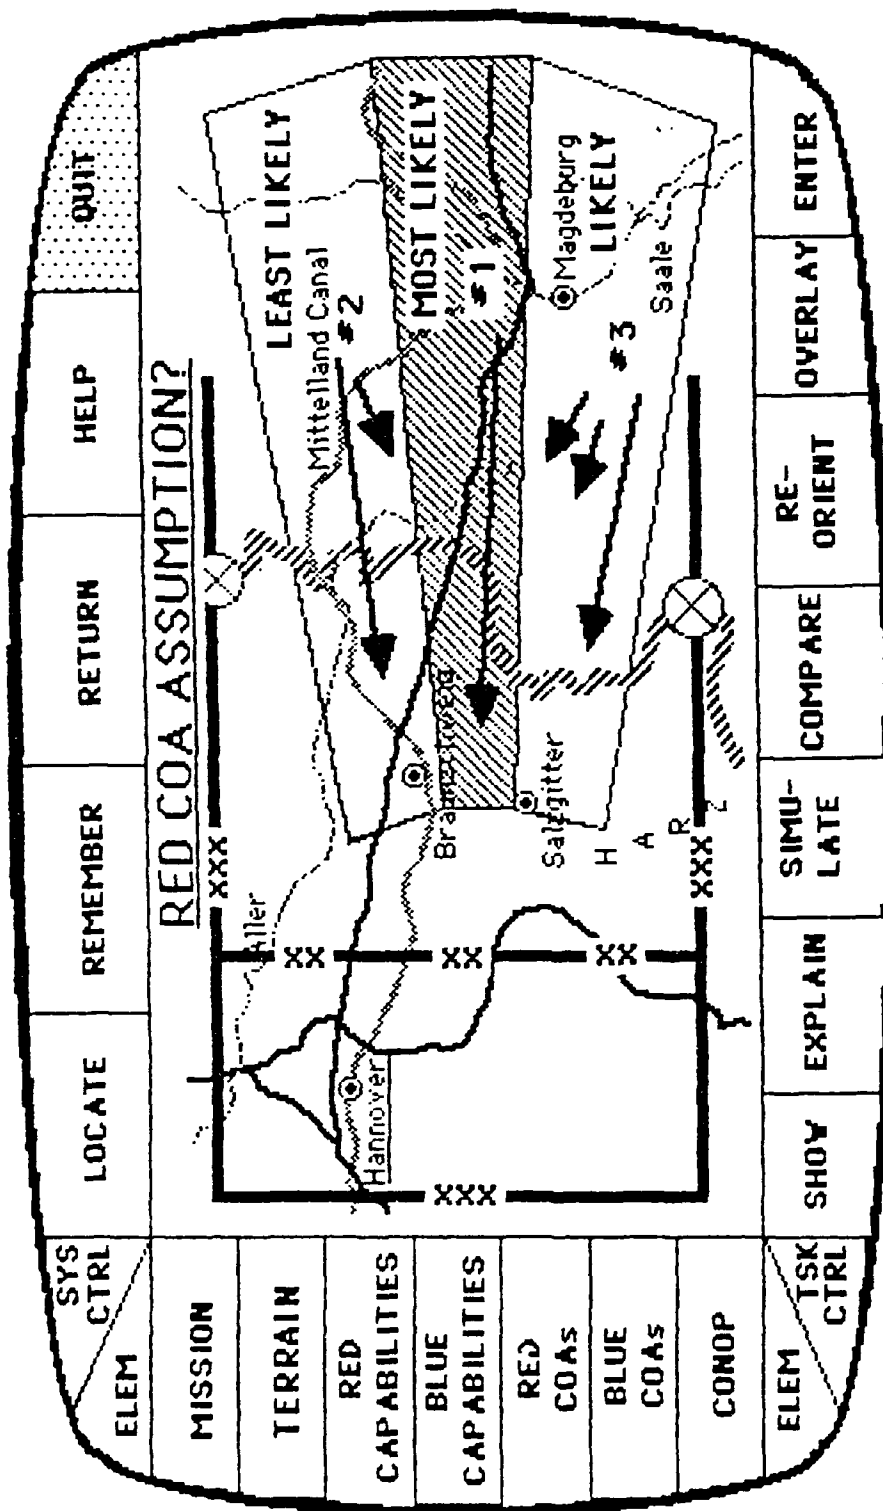 SYS
CTRL
ELEM
LOCATE
REMEMBER
RETURN
HELP
QUIT
MISSION
TERRAIN
RED
CAPABILITIES
BLUE
CAPABILITIES
RED
COAs
BLUE
COAs
CONOP
ELEM
TSK
CTRL
RED COA ASSUMPTION?
XXX
Aller
LEAST LIKELY
Mittelland Canal
#2
XX
MOST LIKELY
#1
Hannover
XX
XXX
Magdeburg
LIKELY
Salzgitter
#3
Saale
XX
H
A
R
Z
XXX
SHOW
EXPLAIN
SIMU-
LATE
COMPARE
RE-
ORIENT
OVERLAY
ENTER